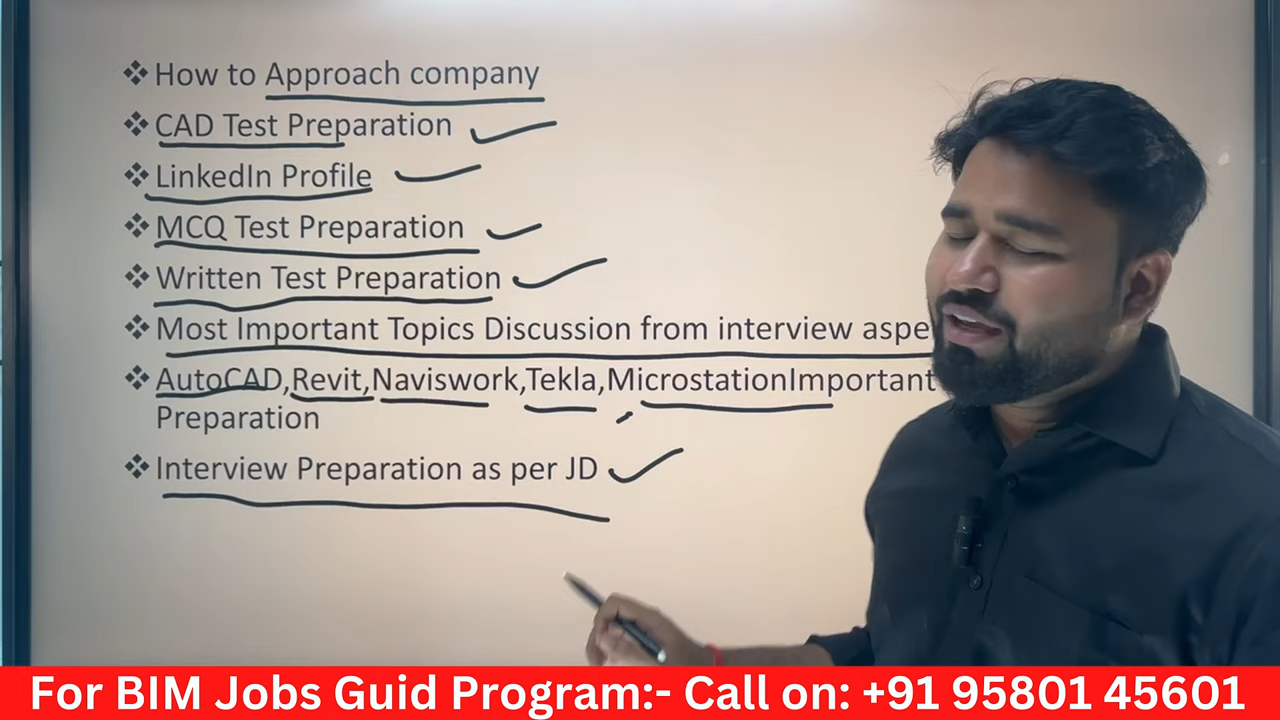 ❖ How to Approach company
❖ CAD Test Preparation
❖ LinkedIn Profile
❖ MCQ Test Preparation
❖ Written Test Preparation
❖ Most Important Topics Discussion from interview aspe
❖ AutoCAD,Revit,Naviswork,Tekla,MicrostationImportant
Preparation
❖ Interview Preparation as per JD
For BIM Jobs Guid Program:- Call on: +91 95801 45601